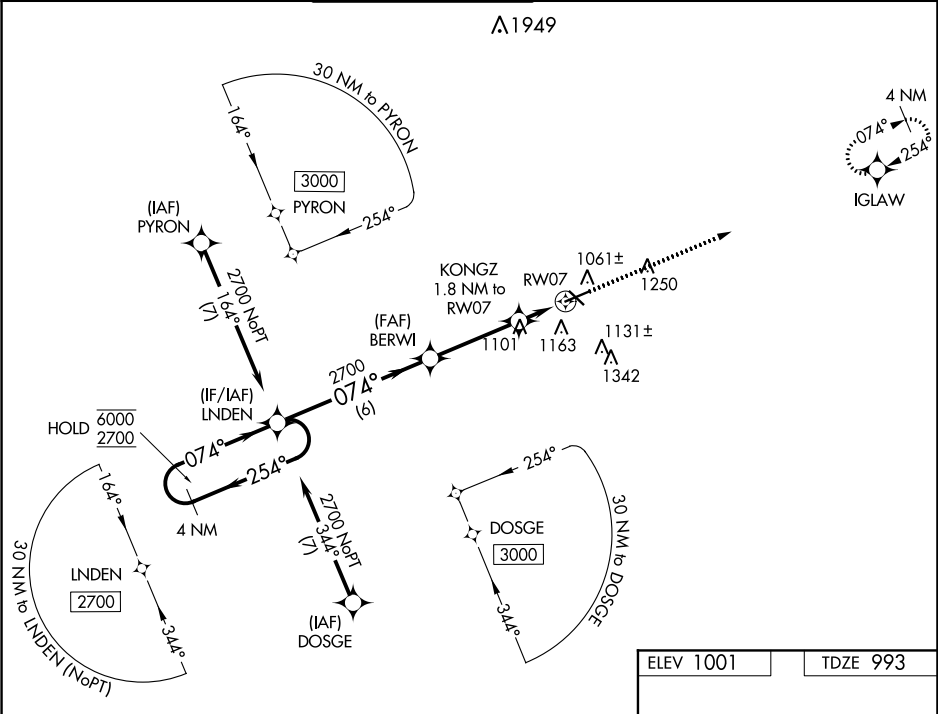 1949
30 NM to PYRON
164°
3000
PYRON
254°
4 NM
074°
254°
IGLAW
(IAF)
PYRON
2700 NoPT
164°
(7)
KONGZ
1.8 NM to
RW07
RW07
1061±
1250
(FAF)
BERWI
1101
1163
1131±
1342
2700
074°
(6)
(IF/IAF)
LNDEN
HOLD 6000
2700
074°
254°
4 NM
2700 NoPT
344°
(7)
(IAF)
DOSGE
254°
DOSGE
3000
344°
30 NM to DOSGE
164°
LNDEN
2700
344°
30 NM to LNDEN (NoPT)
ELEV 1001
TDZE 993